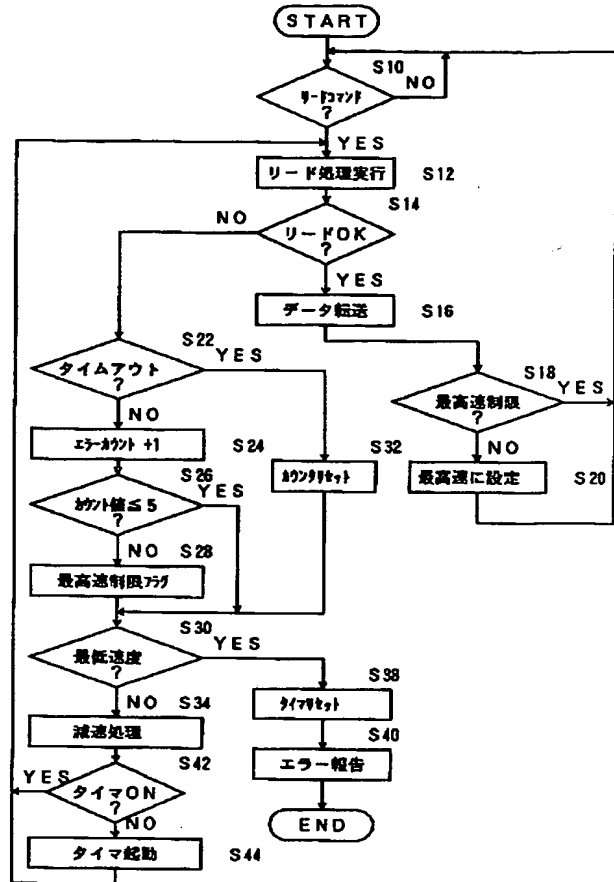 START
S10
リードコマンド
?
NO
YES
リード処理実行
S12
S14
NO
リードOK
?
YES
データ転送
S16
S22
タイムアウト
?
YES
NO
S18
最高速制限
?
YES
NO
エラーカウント +1
S24
S32
カウンタリセット
最高速に設定
S20
S26
カウント値≦5
?
YES
NO
S28
最高速制限フラグ
S30
最低速度
?
YES
NO
S34
減速処理
S38
タイマリセット
S40
エラー報告
END
S42
YES
タイマON
?
NO
タイマ起動
S44